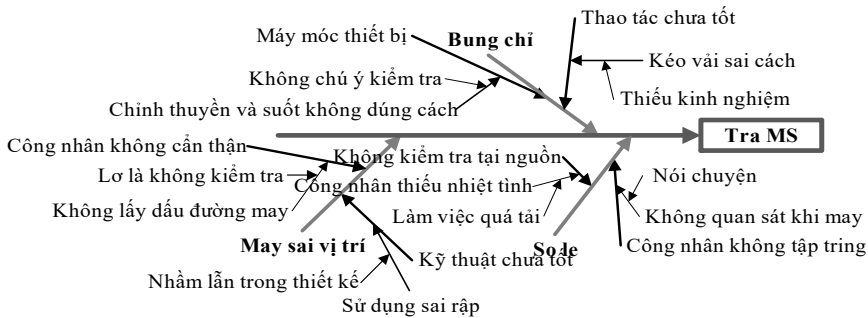 Thao tác chưa tốt
Máy móc thiết bị
Bung chỉ
Kéo vải sai cách
Không chú ý kiểm tra
Thiếu kinh nghiệm
Chỉnh thuyền và suốt không dúng cách
Tra MS
Công nhân không cẩn thận
Không kiểm tra tại nguồn
Lơ là không kiểm tra
Công nhân thiếu nhiệt tình
Nói chuyện
Không lấy dấu đường may
Làm việc quá tải
Không quan sát khi may
May sai vị trí
Sole
Công nhân không tập tring
Kỹ thuật chưa tốt
Nhầm lẫn trong thiết kế
Sử dụng sai rập